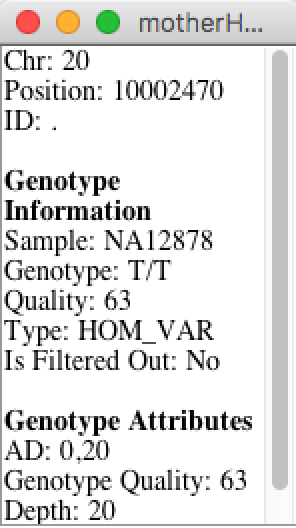 motherH...
Chr: 20
Position: 10002470
ID: .
Genotype
Information
Sample: NA12878
Genotype: T/T
Quality: 63
Type: HOM_VAR
Is Filtered Out: No
Genotype Attributes
AD: 0,20
Genotype Quality: 63
Depth: 20